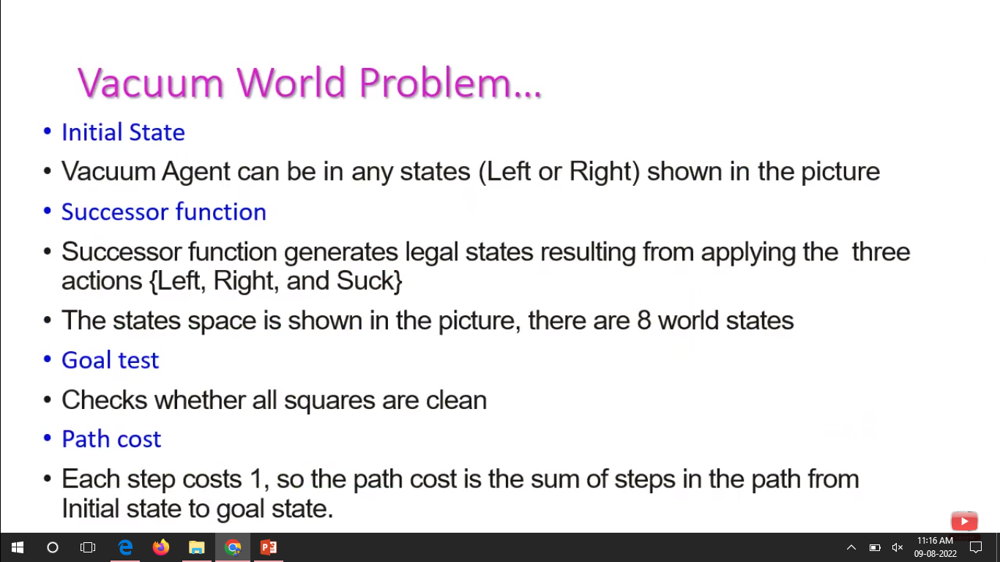 Vacuum World Problem...
• Initial State
• Vacuum Agent can be in any states (Left or Right) shown in the picture
• Successor function
• Successor function generates legal states resulting from applying the  three
actions {Left, Right, and Suck}
• The states space is shown in the picture, there are 8 world states
• Goal test
• Checks whether all squares are clean
• Path cost
• Each step costs 1, so the path cost is the sum of steps in the path from
Initial state to goal state.
11:16 AM
09-08-2022